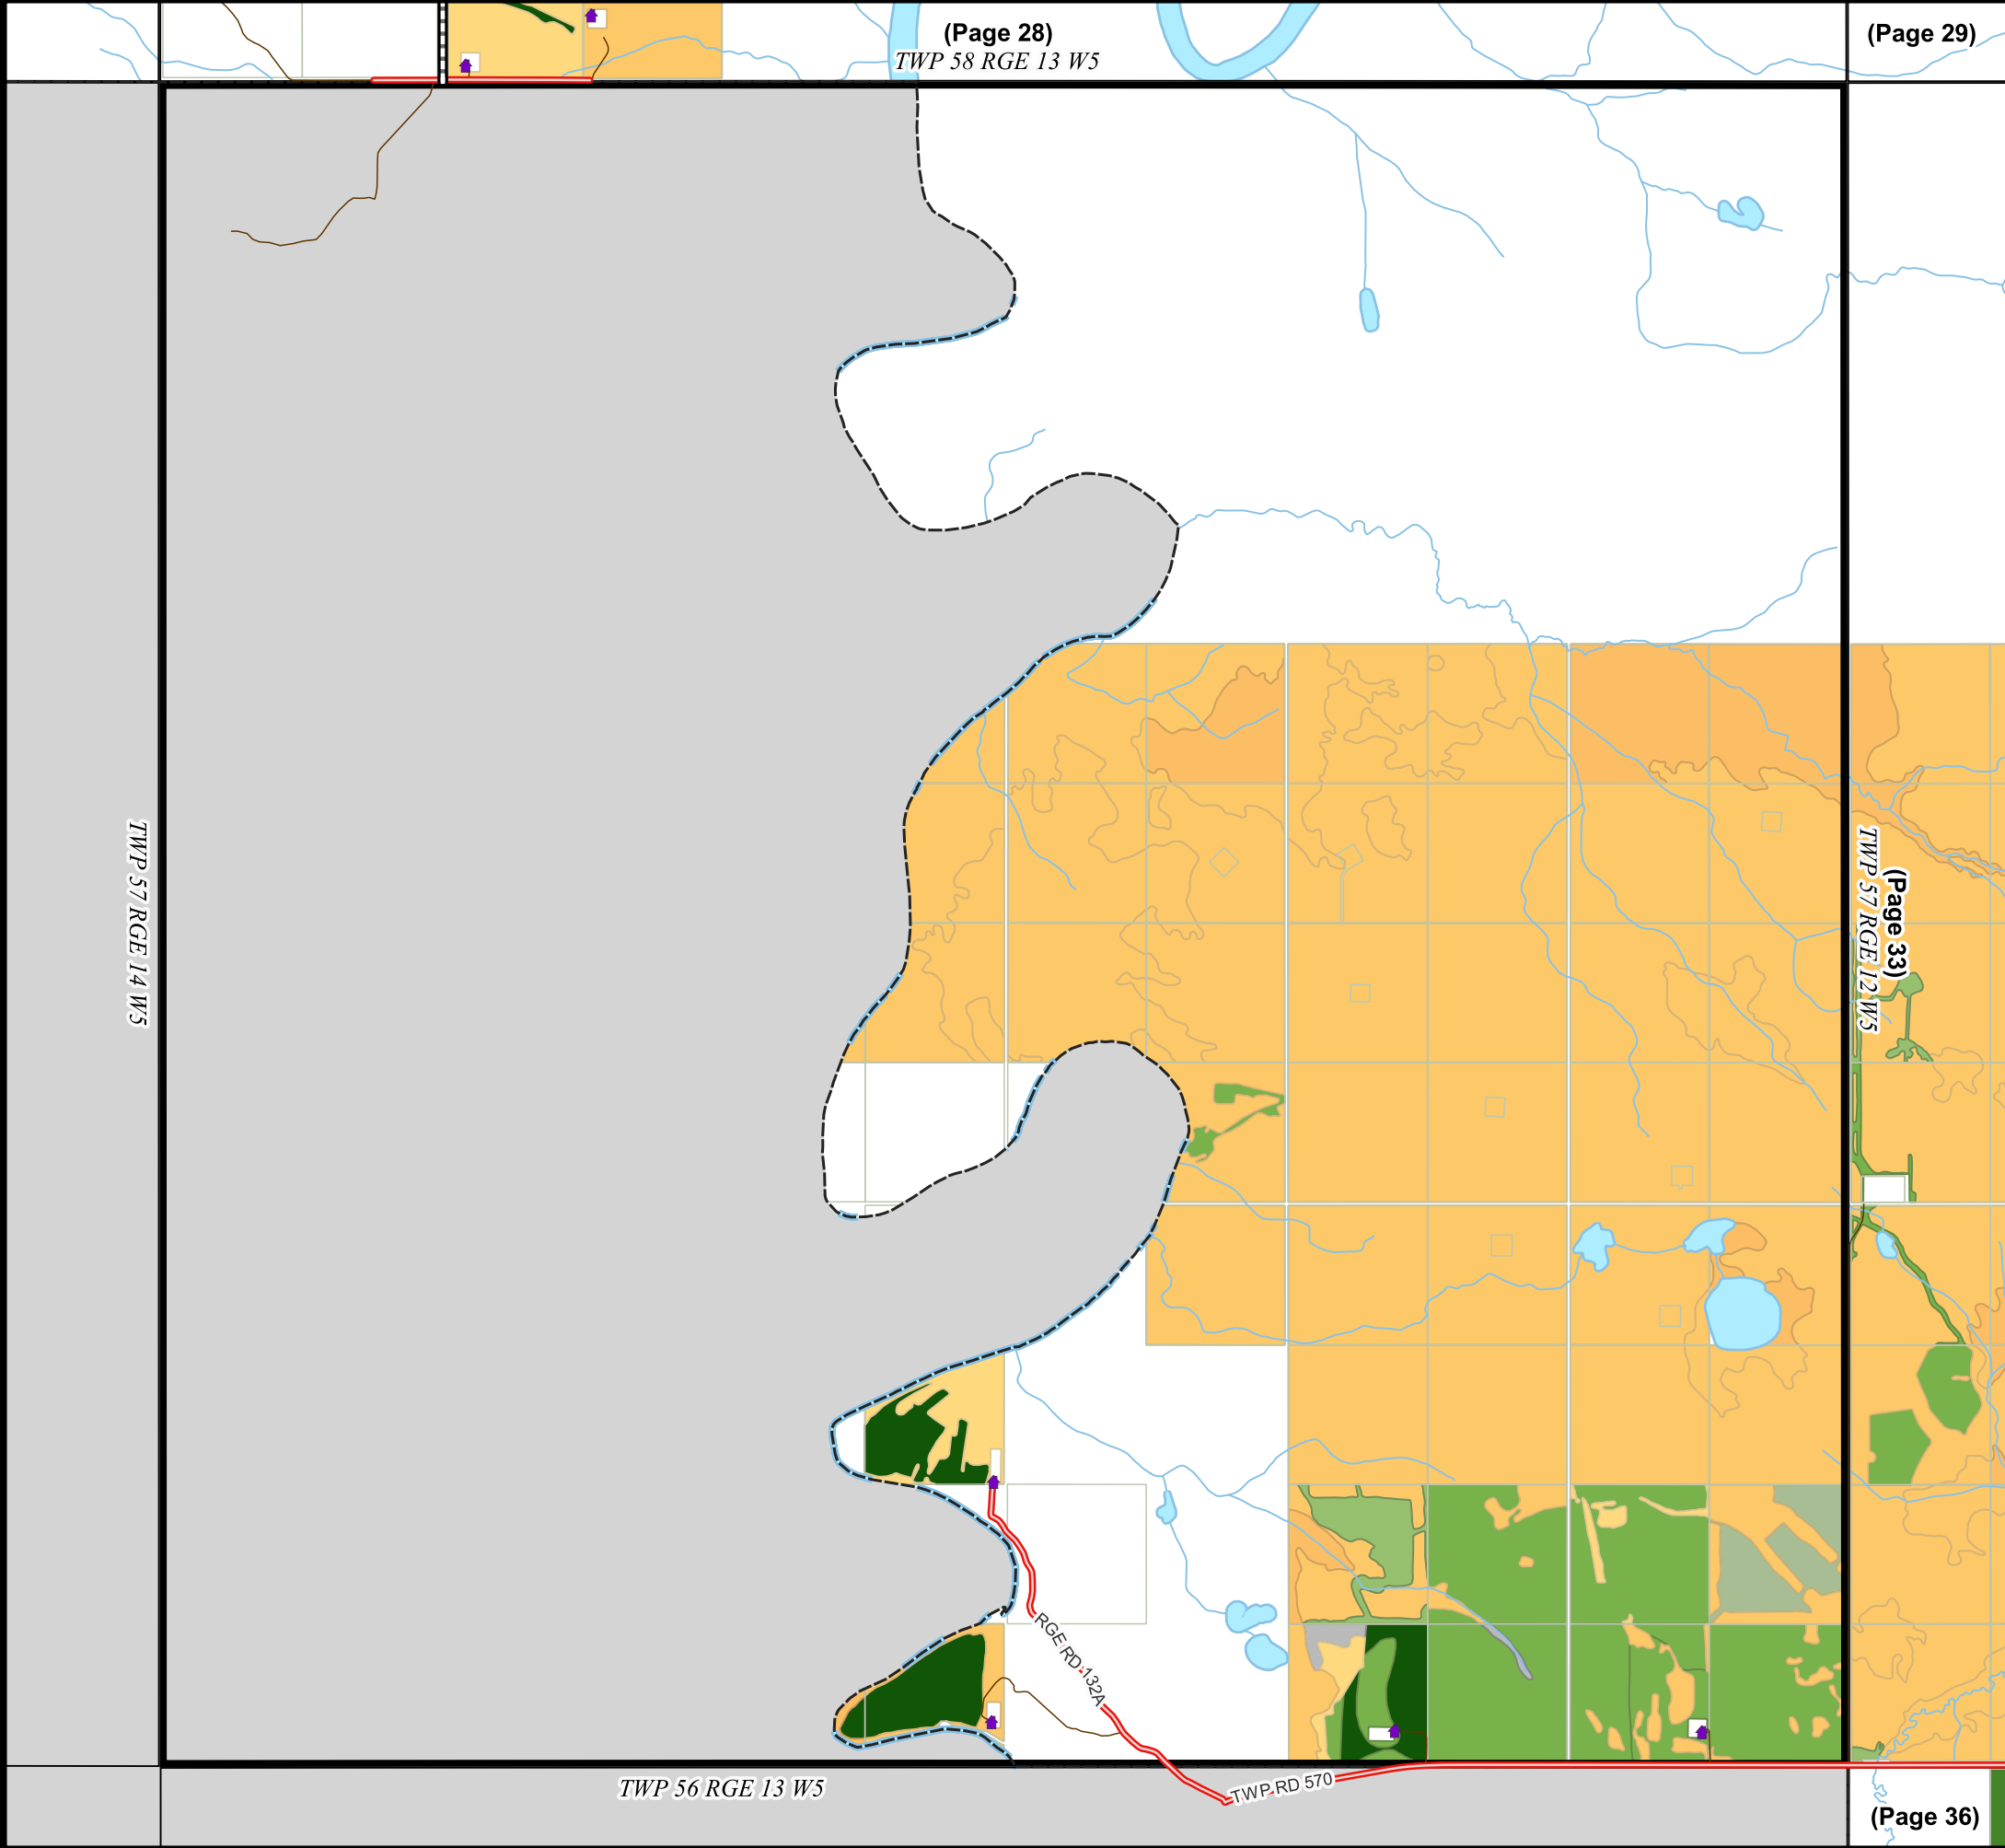 (Page 28)
TWP 58 RGE 13 W5
(Page 29)
TWP 57 RGE 14 W5
(Page 33)
TWP 57 RGE 12 W5
RGE RD 132A
TWP RD 570
TWP 56 RGE 13 W5
(Page 36)